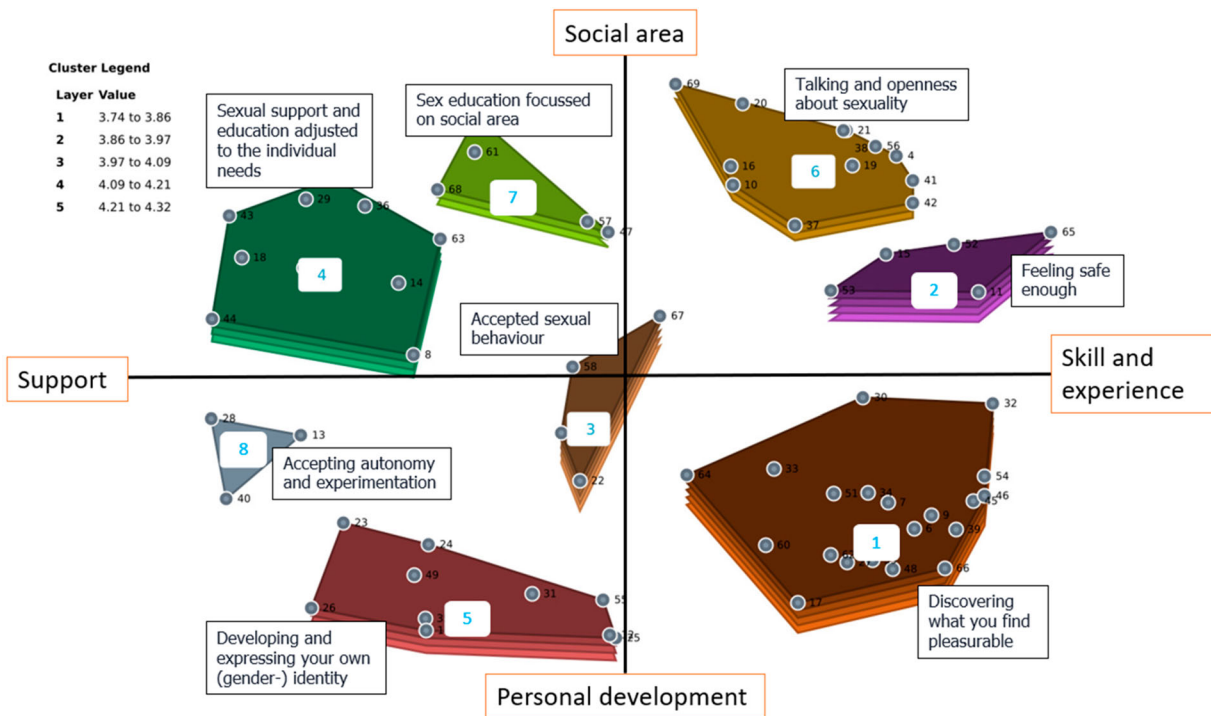 Social area
Cluster Legend
Layer Value
1 3.74 to 3.86
2 3.86 to 3.97
3 3.97 to 4.09
4 4.09 to 4.21
5 4.21 to 4.32
Sexual support and
education adjusted
to the individual
needs
Sex education focussed
on social area
Talking and openness
about sexuality
69
20
21
38
56
4
19
16
10
41
42
37
6
61
68
57
47
7
29
36
43
63
18
14
44
8
4
65
52
15
53
11
2
Feeling safe
enough
Accepted sexual
behaviour
67
58
22
3
Support
Skill and
experience
28
13
40
8
Accepting autonomy
and experimentation
30
32
64
33
54
46
45
51
34
7
9
6
39
60
48
66
17
1
23
24
49
31
55
26
12
25
5
Developing and
expressing your own
(gender-) identity
Discovering
what you find
pleasurable
Personal development